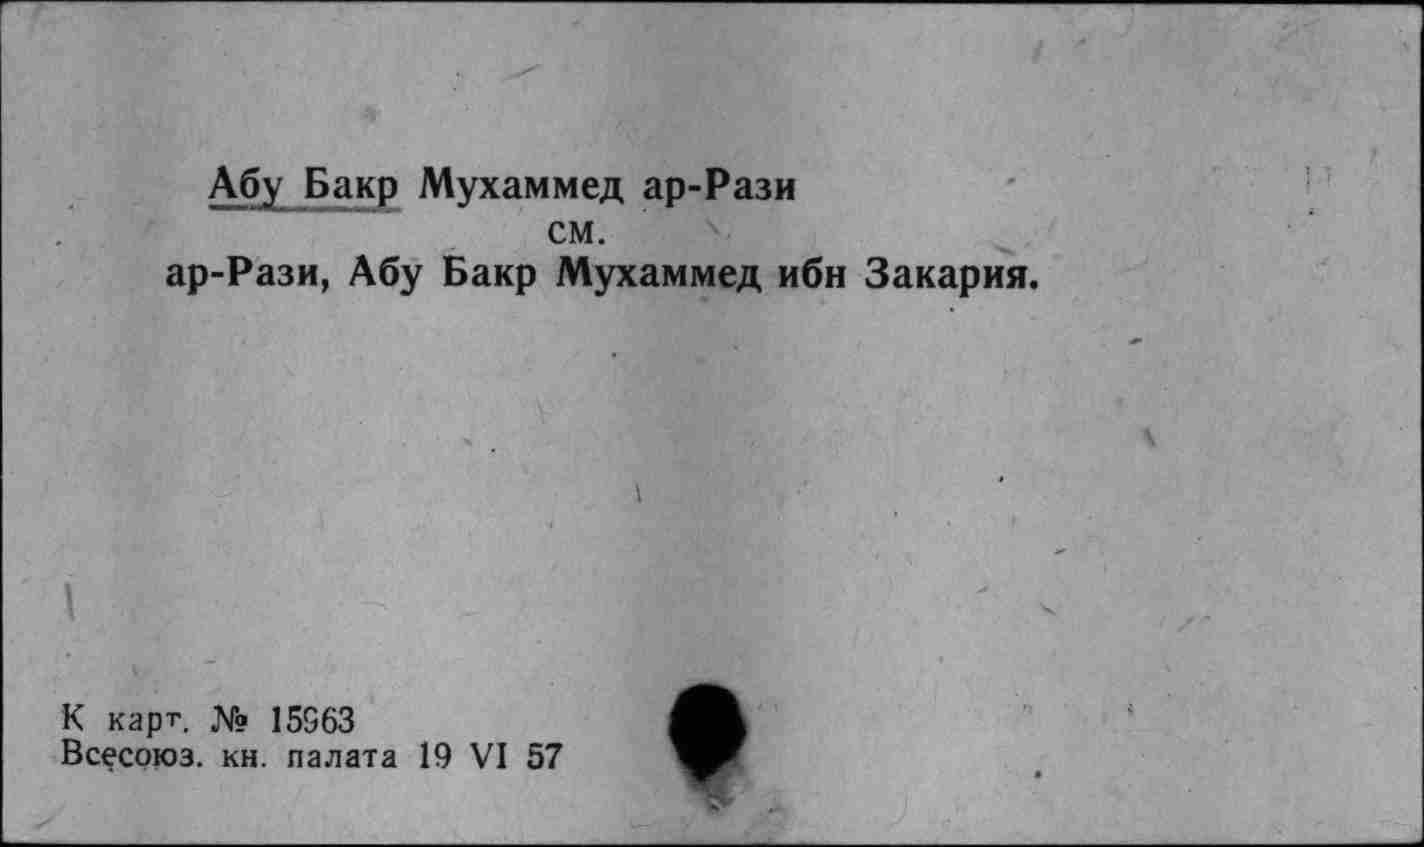 Абу Бакр Мухаммед ар-Рази
см.
ар-Рази, Абу Бакр Мухаммед ибн Закария.
К карт. № 15963
Всесоюз. кн. палата 19 VI 57